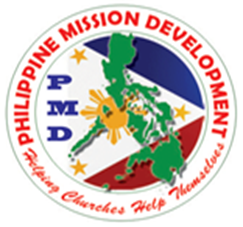 PHILIPPINE MISSION DEVELOPMENT
PMD
Helping Churches Help Themselves